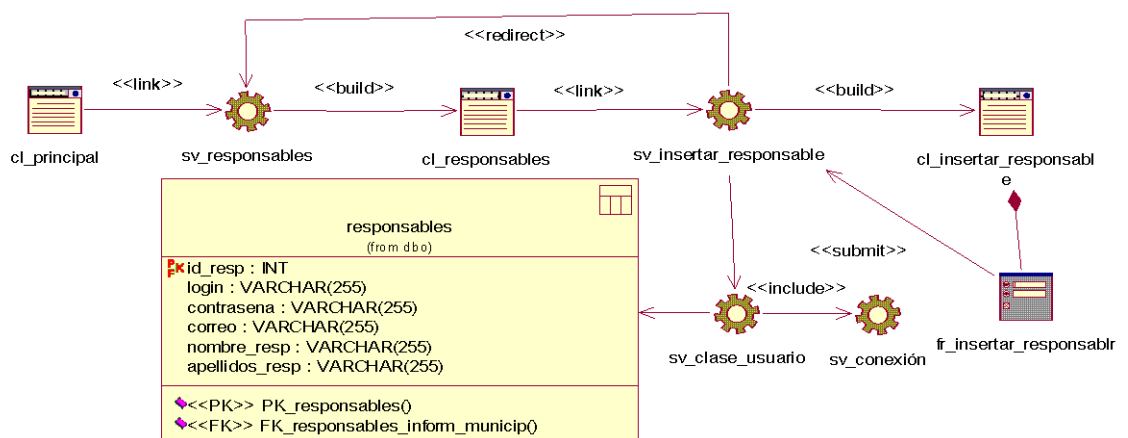 <<redirect>>
<<link>>
<<build>>
<<link>>
<<build>>
cl_principal
sv_responsables
cl_responsables
sv_insertar_responsable
cl_insertar_responsabl
e
responsables
(from dbo)
PK
F
id_resp : INT
login : VARCHAR(255)
contrasena : VARCHAR(255)
correo : VARCHAR(255)
nombre_resp : VARCHAR(255)
apellidos_resp : VARCHAR(255)
<<PK>> PK_responsables()
<<FK>> FK_responsables_inform_municip()
<<submit>>
<<include>>
sv_clase_usuario
sv_conexión
fr_insertar_responsablr